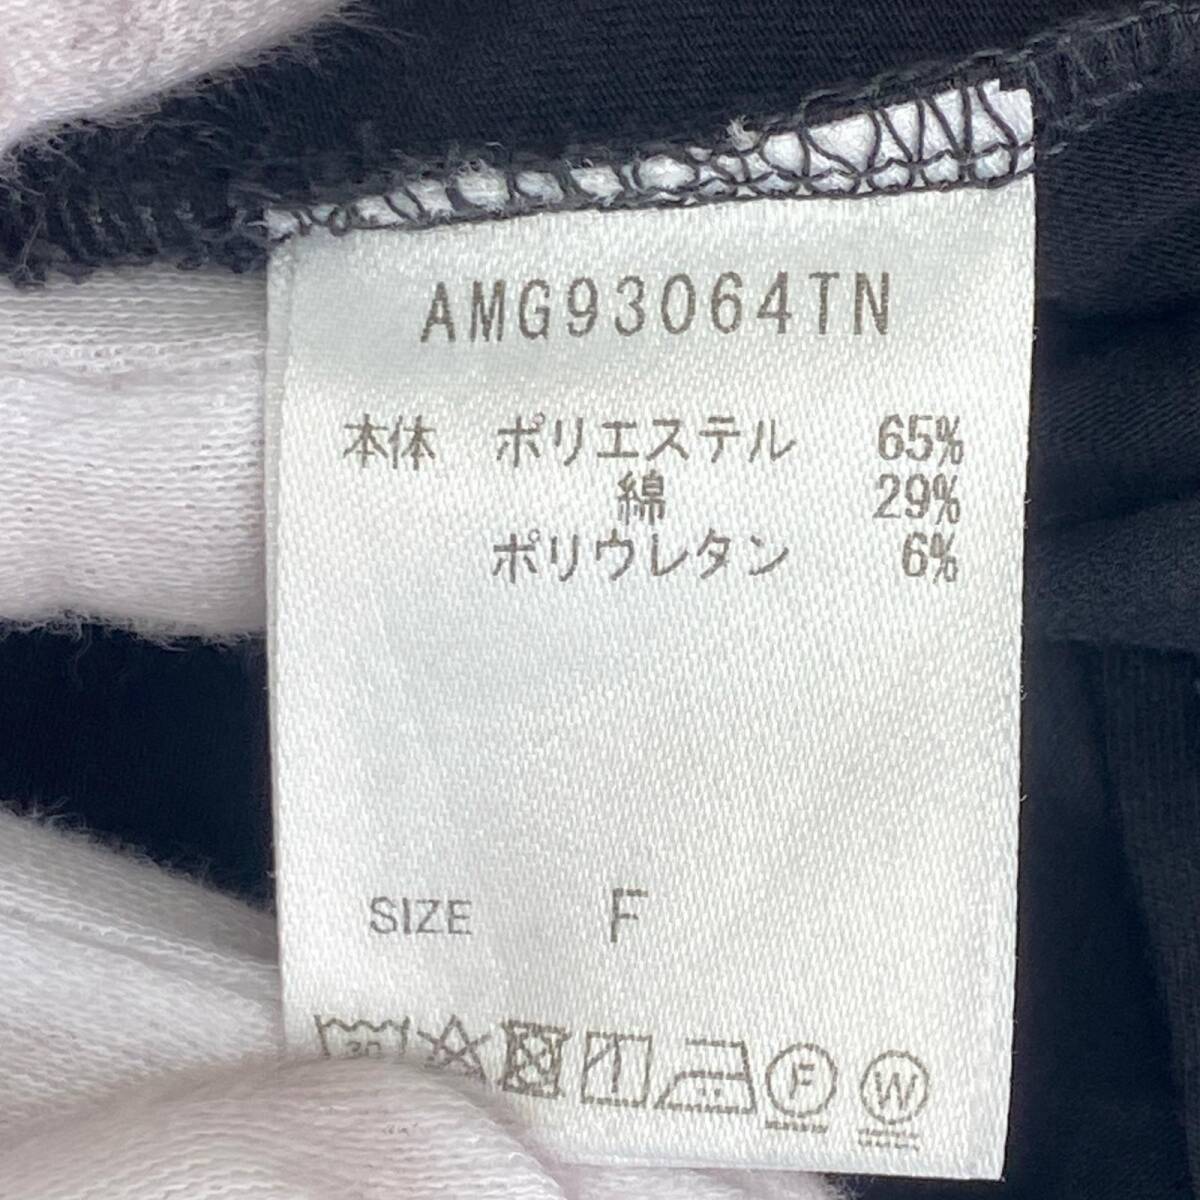 AMG93064TN
本体 ポリエステル 65%
綿 29%
ポリウレタン 6%
SIZE F
30 F W